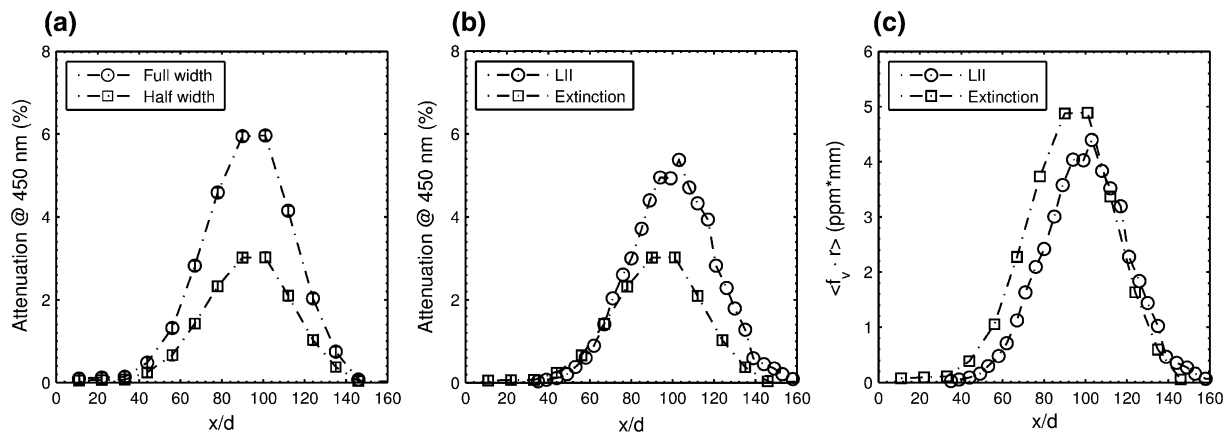 (a)
Attenuation @ 450 nm (%)
8
6
4
2
0
Full width
Half width
0 20 40 60 80 100 120 140 160
x/d
(b)
Attenuation @ 450 nm (%)
8
6
4
2
0
LII
Extinction
0 20 40 60 80 100 120 140 160
x/d
(c)
<f_v · r> (ppm*mm)
6
5
4
3
2
1
0
LII
Extinction
0 20 40 60 80 100 120 140 160
x/d